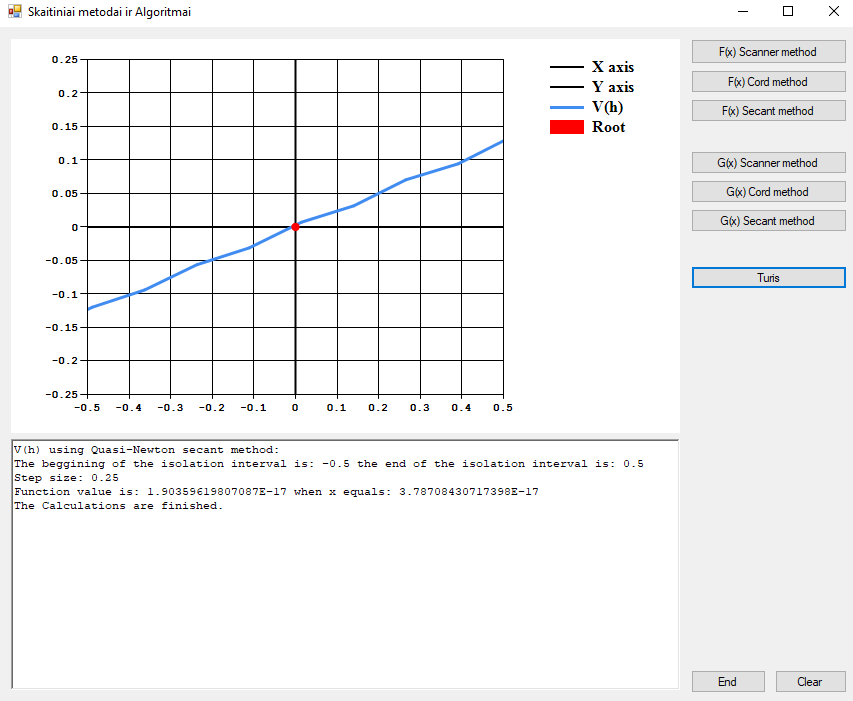 Skaitiniai metodai ir Algoritmai
0.25
0.2
0.15
0.1
0.05
0
-0.05
-0.1
-0.15
-0.2
-0.25
-0.5 -0.4 -0.3 -0.2 -0.1 0 0.1 0.2 0.3 0.4 0.5
X axis
Y axis
V(h)
Root
F(x) Scanner method
F(x) Cord method
F(x) Secant method
G(x) Scanner method
G(x) Cord method
G(x) Secant method
Turis
V(h) using Quasi-Newton secant method:
The beggining of the isolation interval is: -0.5 the end of the isolation interval is: 0.5
Step size: 0.25
Function value is: 1.90359619807087E-17 when x equals: 3.78708430717398E-17
The Calculations are finished.
End
Clear